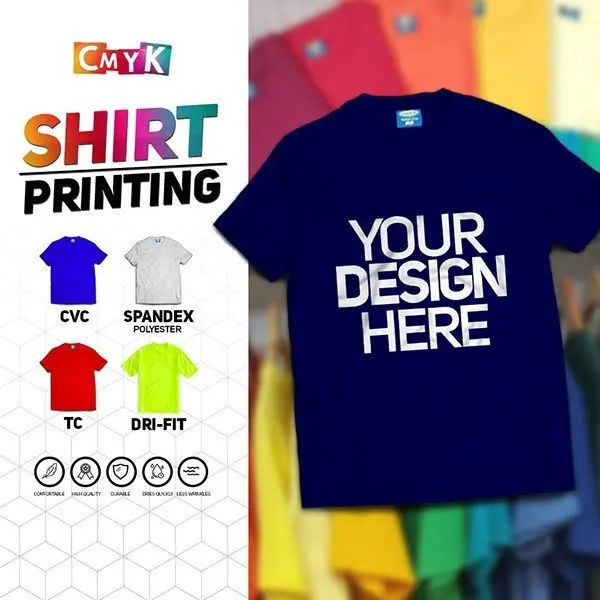 CMYK
SHIRT
PRINTING
CVC
SPANDEX
POLYESTER
TC
DRI-FIT
COMFORTABLE
HIGH QUALITY
DURABLE
DRIES QUICKLY
LESS WRINKLES
YOUR
DESIGN
HERE